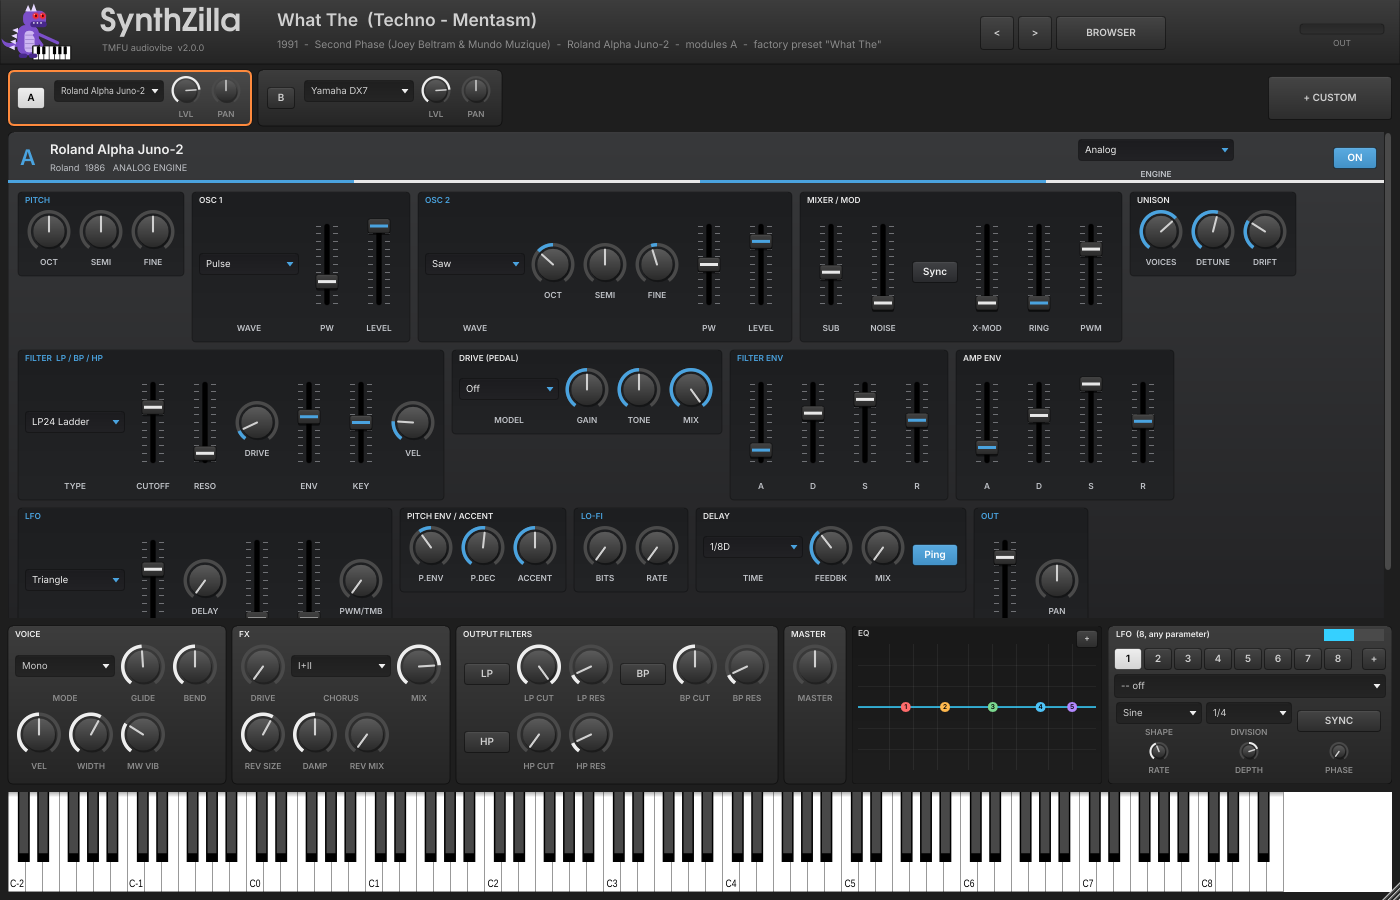 SynthZilla
TMFU audiovibe v2.0.0
What The (Techno - Mentasm)
1991 - Second Phase (Joey Beltram & Mundo Muzique) - Roland Alpha Juno-2 - modules A - factory preset "What The"
< > BROWSER
OUT
A Roland Alpha Juno-2 LVL PAN
B Yamaha DX7 LVL PAN
+ CUSTOM
A Roland Alpha Juno-2
Roland 1986 ANALOG ENGINE
Analog
ENGINE
ON
PITCH
OCT SEMI FINE
OSC 1
Pulse
WAVE PW LEVEL
OSC 2
Saw
OCT SEMI FINE
WAVE PW LEVEL
MIXER / MOD
Sync
SUB NOISE X-MOD RING PWM
UNISON
VOICES DETUNE DRIFT
FILTER LP / BP / HP
LP24 Ladder
DRIVE VEL
TYPE CUTOFF RESO ENV KEY
DRIVE (PEDAL)
Off
MODEL GAIN TONE MIX
FILTER ENV
A D S R
AMP ENV
A D S R
LFO
Triangle
DELAY PWM/TMB
PITCH ENV / ACCENT
P.ENV P.DEC ACCENT
LO-FI
BITS RATE
DELAY
1/8D
Ping
TIME FEEDBK MIX
OUT
PAN
VOICE
Mono
MODE GLIDE BEND
VEL WIDTH MW VIB
FX
I+II
DRIVE CHORUS MIX
REV SIZE DAMP REV MIX
OUTPUT FILTERS
LP BP
LP CUT LP RES BP CUT BP RES
HP
HP CUT HP RES
MASTER
MASTER
EQ
+
1 2 3 4 5
LFO (8, any parameter)
1 2 3 4 5 6 7 8 +
-- off
Sine 1/4 SYNC
SHAPE DIVISION
RATE DEPTH PHASE
C-2 C-1 C0 C1 C2 C3 C4 C5 C6 C7 C8